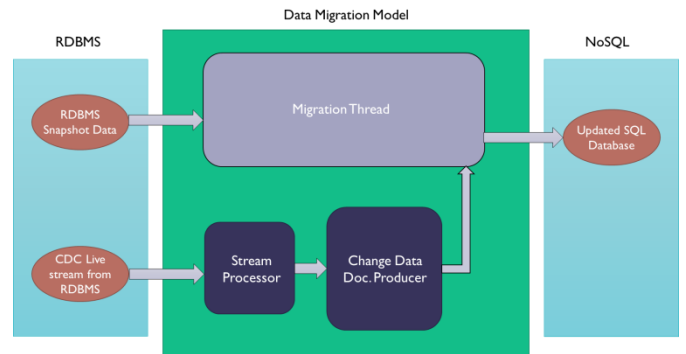 Data Migration Model
RDBMS
NoSQL
Migration Thread
RDBMS
Snapshot Data
Updated SQL
Database
CDC Live
stream from
RDBMS
Stream
Processor
Change Data
Doc. Producer